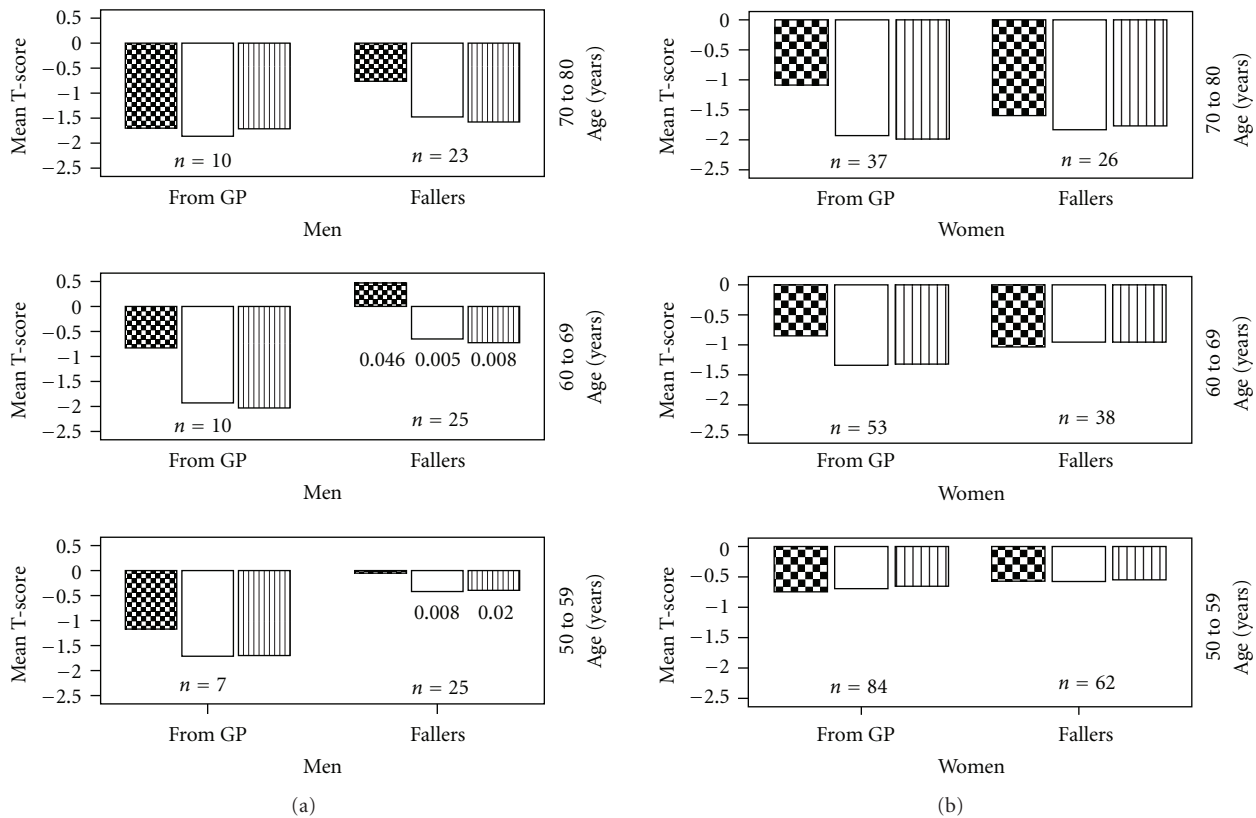 0.5
0
−0.5
−1
−1.5
−2
−2.5
Mean T-score
n = 10
n = 23
From GP
Fallers
Men
70 to 80
Age (years)
0.5
0
−0.5
−1
−1.5
−2
−2.5
Mean T-score
0.046 0.005 0.008
n = 10
n = 25
From GP
Fallers
Men
60 to 69
Age (years)
0.5
0
−0.5
−1
−1.5
−2
−2.5
Mean T-score
0.008 0.02
n = 7
n = 25
From GP
Fallers
Men
50 to 59
Age (years)
(a)
0
−0.5
−1
−1.5
−2
−2.5
Mean T-score
n = 37
n = 26
From GP
Fallers
Women
70 to 80
Age (years)
0
−0.5
−1
−1.5
−2
−2.5
Mean T-score
n = 53
n = 38
From GP
Fallers
Women
60 to 69
Age (years)
0
−0.5
−1
−1.5
−2
−2.5
Mean T-score
n = 84
n = 62
From GP
Fallers
Women
50 to 59
Age (years)
(b)